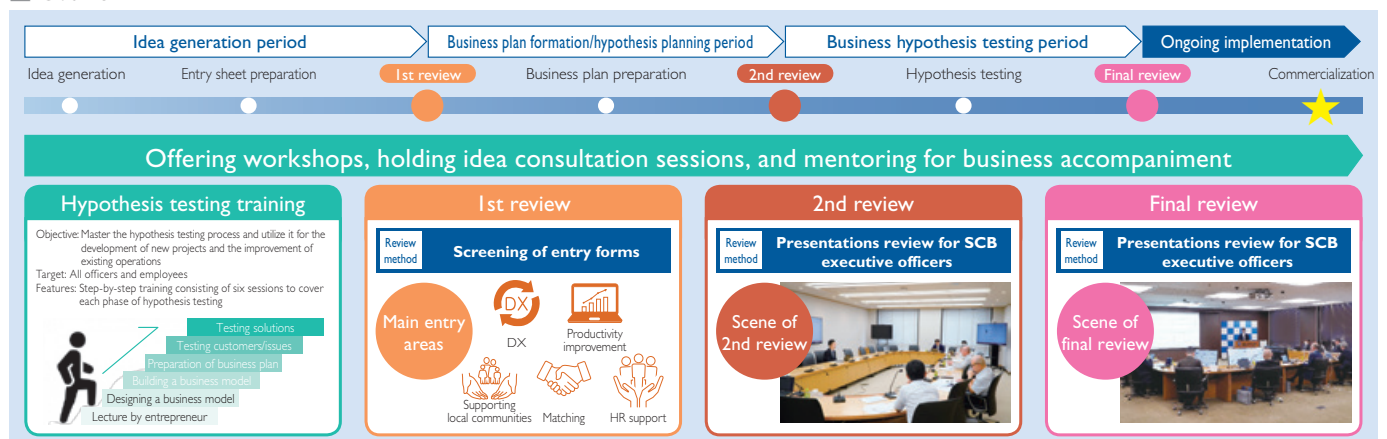 Idea generation period
Business plan formation/hypothesis planning period
Business hypothesis testing period
Ongoing implementation
Idea generation
Entry sheet preparation
1st review
Business plan preparation
2nd review
Hypothesis testing
Final review
Commercialization
Offering workshops, holding idea consultation sessions, and mentoring for business accompaniment
Hypothesis testing training
Objective: Master the hypothesis testing process and utilize it for the
development of new projects and the improvement of
existing operations
Target: All officers and employees
Features: Step-by-step training consisting of six sessions to cover
each phase of hypothesis testing
Testing solutions
Testing customers/issues
Preparation of business plan
Building a business model
Designing a business model
Lecture by entrepreneur
1st review
Review
method
Screening of entry forms
Main entry
areas
DX
DX
Productivity
improvement
Supporting
local communities
Matching
HR support
2nd review
Review
method
Presentations review for SCB
executive officers
Scene of
2nd review
Final review
Review
method
Presentations review for SCB
executive officers
Scene of
final review